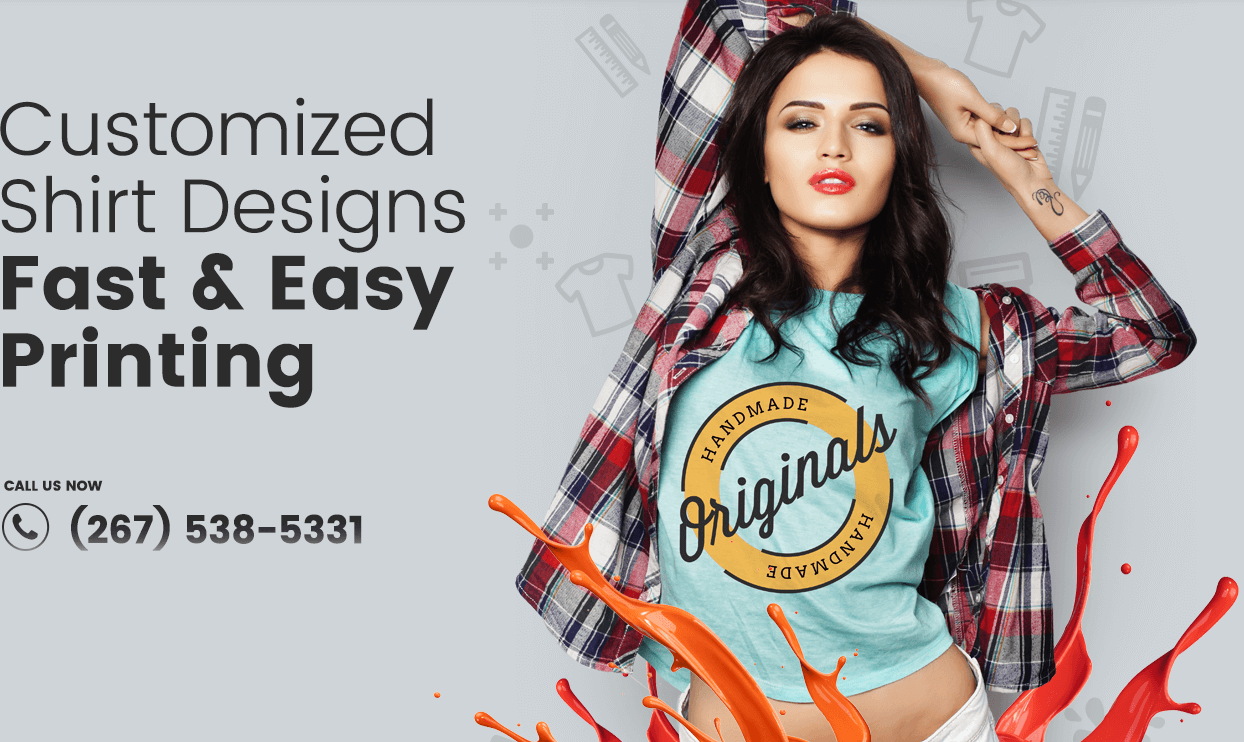 Customized
Shirt Designs
Fast & Easy
Printing
CALL US NOW
(267) 538-5331
HANDMADE
Originals
HANDMADE